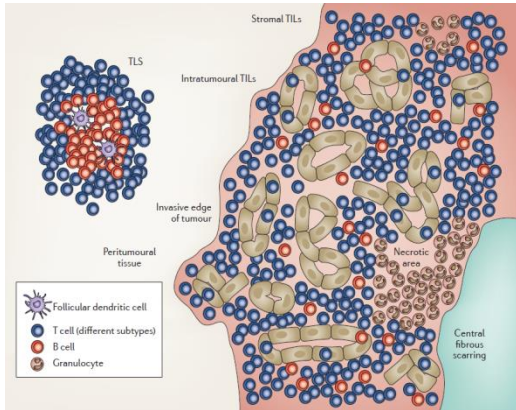 Stromal TILs
TLS
Intratumoural TILs
Invasive edge
of tumour
Peritumoural
tissue
Necrotic
area
Follicular dendritic cell
T cell (different subtypes)
B cell
Granulocyte
Central
fibrous
scarring